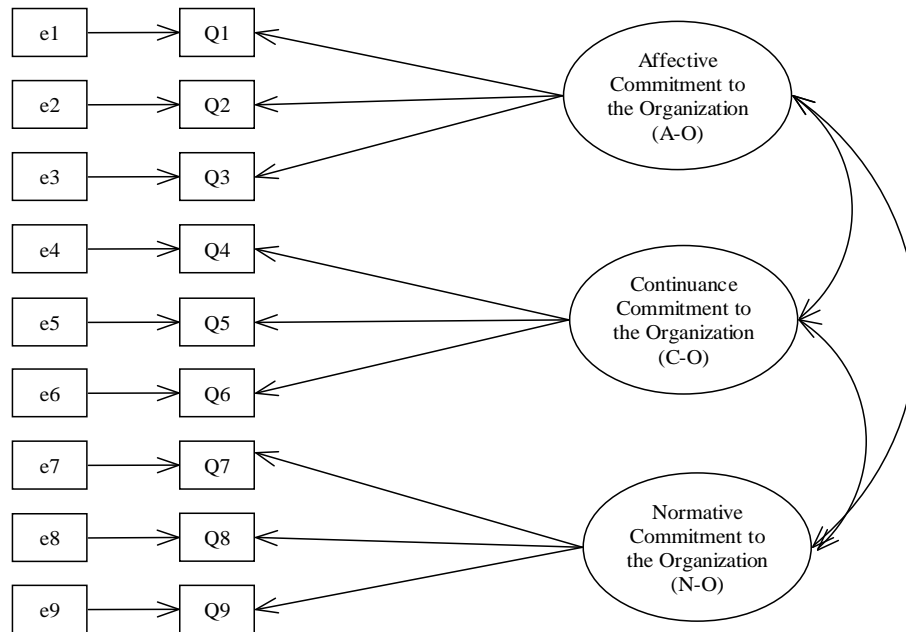 e1
Q1
e2
Q2
e3
Q3
Affective
Commitment to
the Organization
(A-O)
e4
Q4
e5
Q5
e6
Q6
Continuance
Commitment to
the Organization
(C-O)
e7
Q7
e8
Q8
e9
Q9
Normative
Commitment to
the Organization
(N-O)